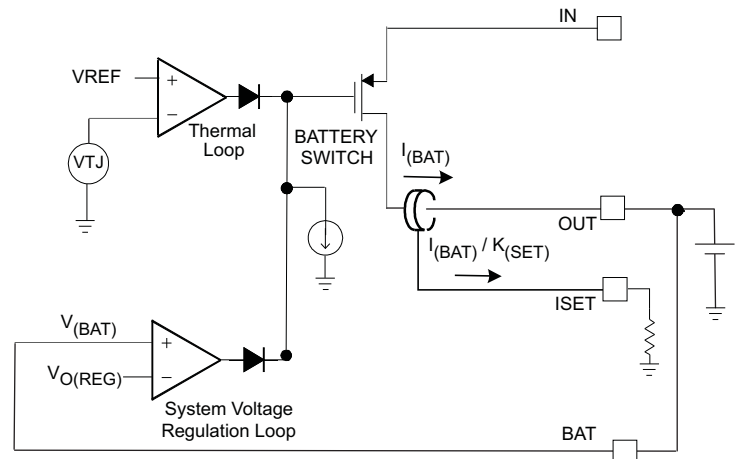 IN
VREF
+
−
Thermal
Loop
BATTERY
SWITCH
VTJ
I(BAT)
OUT
I(BAT) / K(SET)
ISET
V(BAT)
+
VO(REG)
−
System Voltage
Regulation Loop
BAT